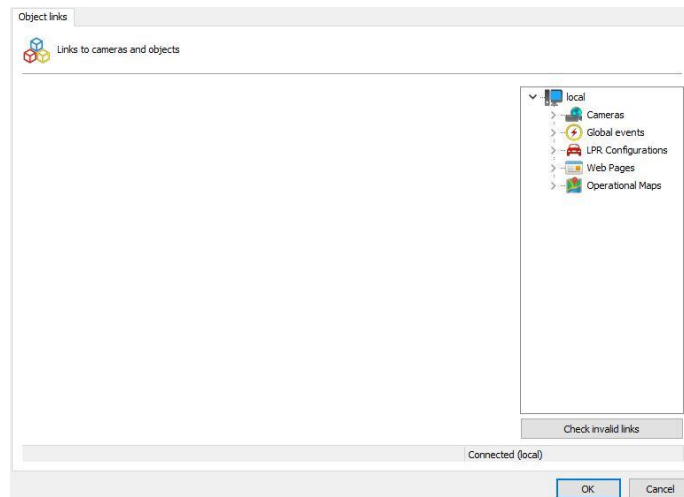 Object links
Links to cameras and objects
local
Cameras
Global events
LPR Configurations
Web Pages
Operational Maps
Check invalid links
Connected (local)
OK Cancel